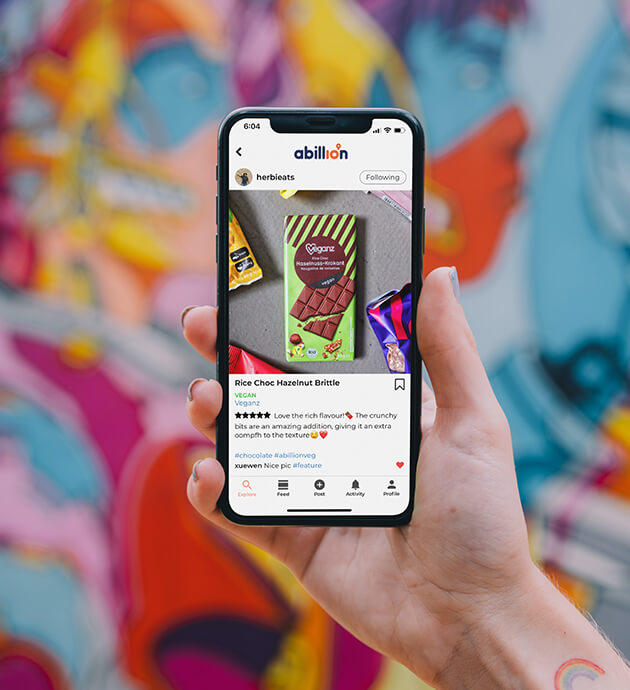 6:04
abillion
herbieats
Following
Veganz
Rice Choc
Haselnuss-Krokant
Nougatine de noisettes
vegan
BIO
Rice Choc Hazelnut Brittle
VEGAN
Veganz
★★★★★ Love the rich flavour!🍫 The crunchy
bits are an amazing addition, giving it an extra
oompfh to the texture😋❤️
#chocolate #abillionveg
xuewen Nice pic #feature
Explore
Feed
Post
Activity
Profile